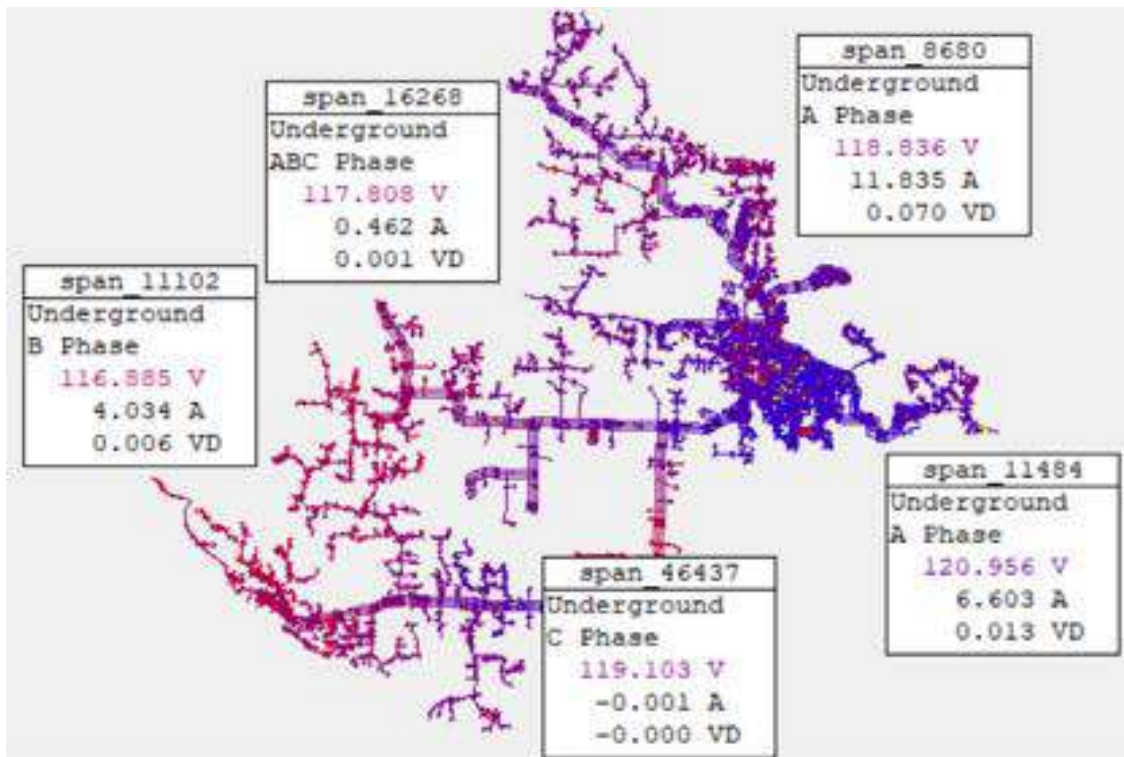 span_8680
Underground
A Phase
118.836 V
11.835 A
0.070 VD
span_16268
Underground
ABC Phase
117.808 V
0.462 A
0.001 VD
span_11102
Underground
B Phase
116.885 V
4.034 A
0.006 VD
span_11484
Underground
A Phase
120.956 V
6.603 A
0.013 VD
span_46437
Underground
C Phase
119.103 V
-0.001 A
-0.000 VD